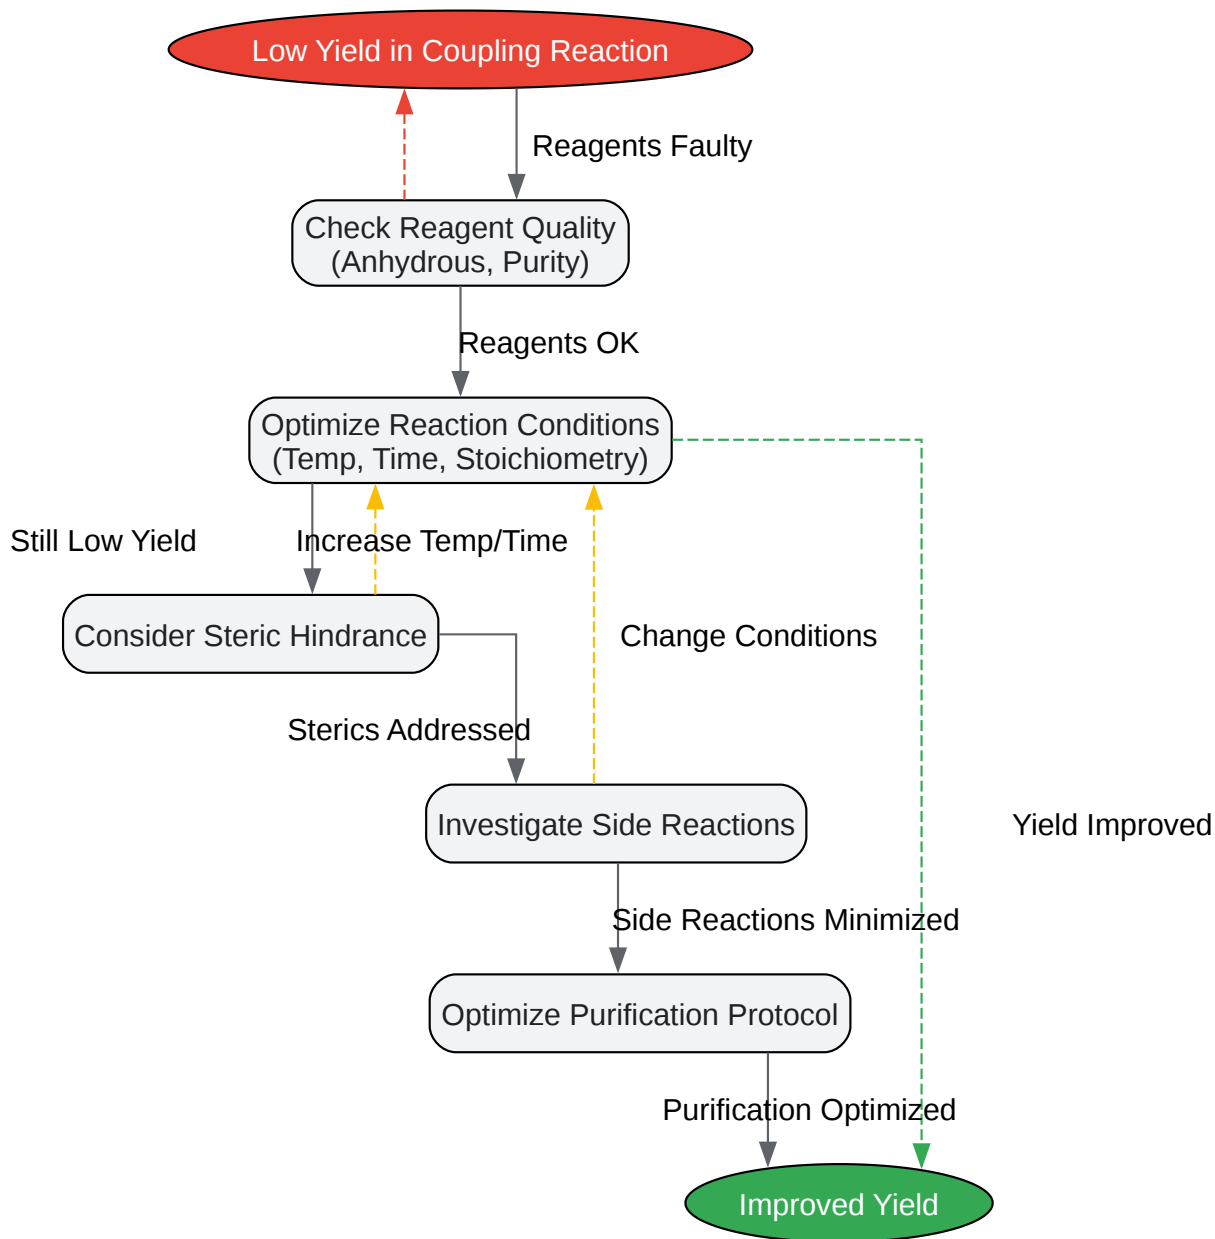 Low Yield in Coupling Reaction
Reagents Faulty
Check Reagent Quality
(Anhydrous, Purity)
Reagents OK
Optimize Reaction Conditions
(Temp, Time, Stoichiometry)
Still Low Yield
Increase Temp/Time
Consider Steric Hindrance
Change Conditions
Sterics Addressed
Investigate Side Reactions
Yield Improved
Side Reactions Minimized
Optimize Purification Protocol
Purification Optimized
Improved Yield